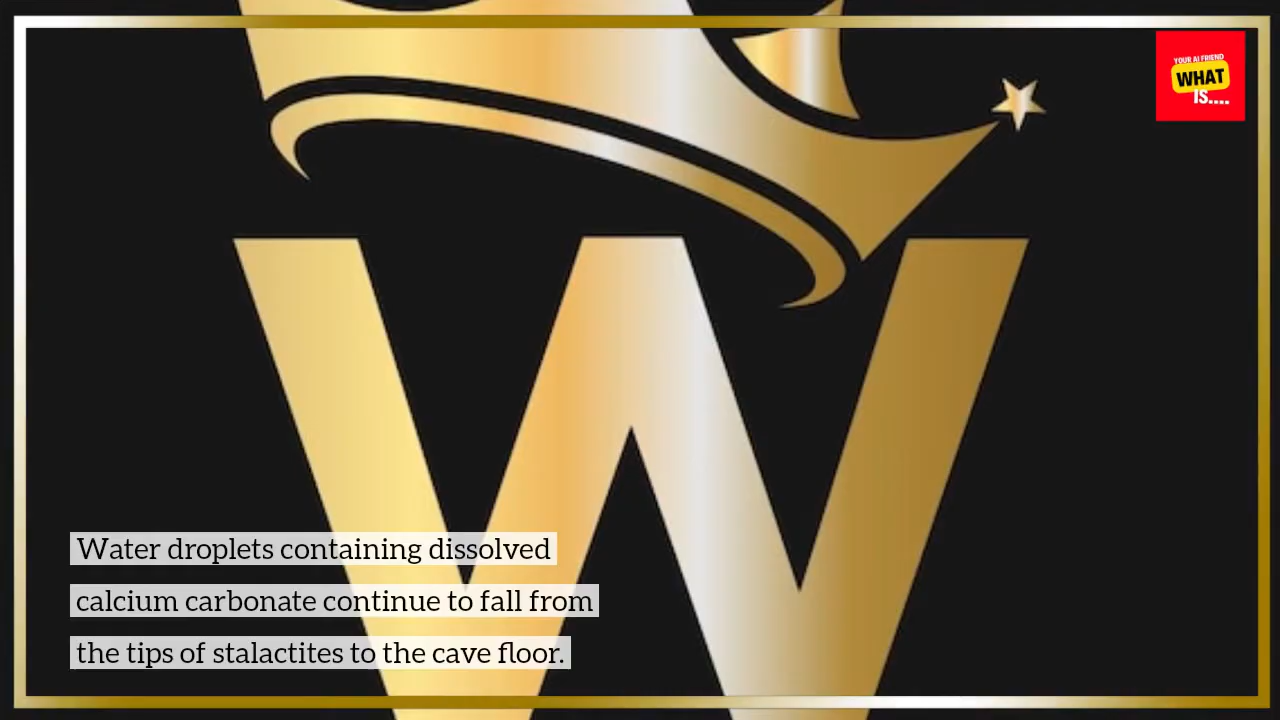 YOUR AI FRIEND
WHAT
IS....
W
Water droplets containing dissolved
calcium carbonate continue to fall from
the tips of stalactites to the cave floor.